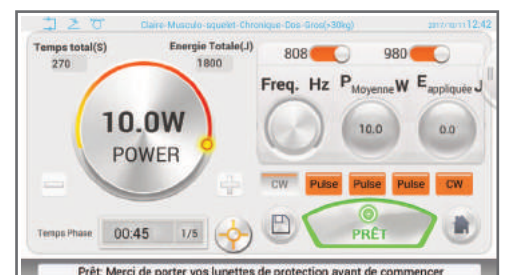 Claire-Musculo-squelet-Chronique-Dos-Gros(>30kg) 2017/10/11 12:42
Temps total(S) Energie Totale(J) 808 980
270 1800
Freq. Hz P Moyenne W E appliquée J
10.0W
POWER
10.0 0.0
CW Pulse Pulse Pulse CW
Temps Phase 00:45 1/5
PRÊT
Prêt: Merci de porter vos lunettes de protection avant de commencer